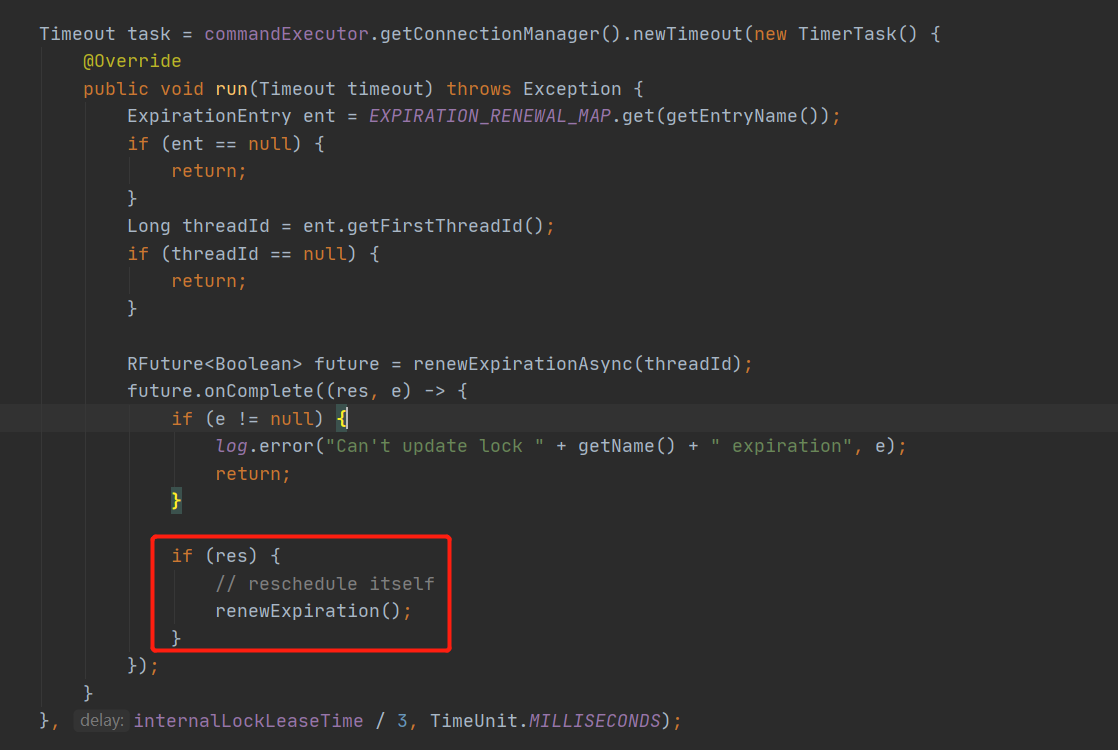 Timeout task = commandExecutor.getConnectionManager().newTimeout(new TimerTask() {
@Override
public void run(Timeout timeout) throws Exception {
ExpirationEntry ent = EXPIRATION_RENEWAL_MAP.get(getEntryName());
if (ent == null) {
return;
}
Long threadId = ent.getFirstThreadId();
if (threadId == null) {
return;
}
RFuture<Boolean> future = renewExpirationAsync(threadId);
future.onComplete((res, e) -> {
if (e != null) {
log.error("Can't update lock " + getName() + " expiration", e);
return;
}
if (res) {
// reschedule itself
renewExpiration();
}
});
}
}, delay: internalLockLeaseTime / 3, TimeUnit.MILLISECONDS);